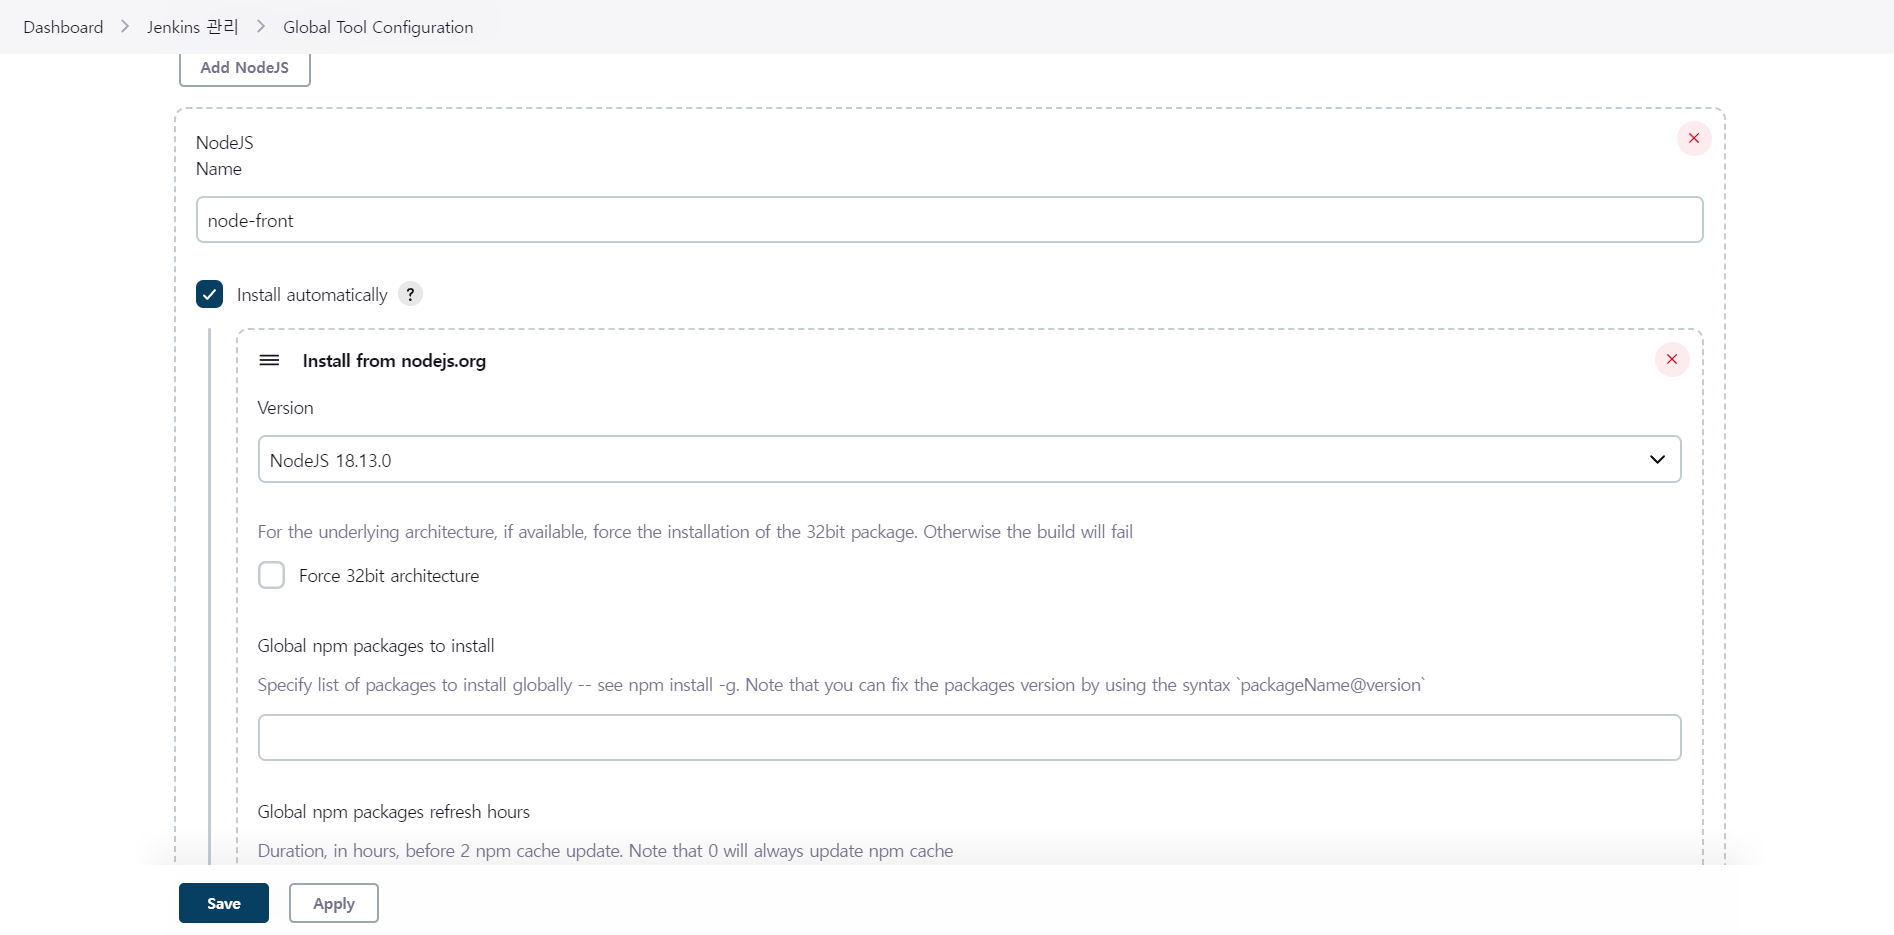 Dashboard > Jenkins 관리 > Global Tool Configuration
Add NodeJS
NodeJS
Name
node-front
Install automatically ?
Install from nodejs.org
Version
NodeJS 18.13.0
For the underlying architecture, if available, force the installation of the 32bit package. Otherwise the build will fail
Force 32bit architecture
Global npm packages to install
Specify list of packages to install globally -- see npm install -g. Note that you can fix the packages version by using the syntax `packageName@version`
Global npm packages refresh hours
Duration, in hours, before 2 npm cache update. Note that 0 will always update npm cache
Save Apply